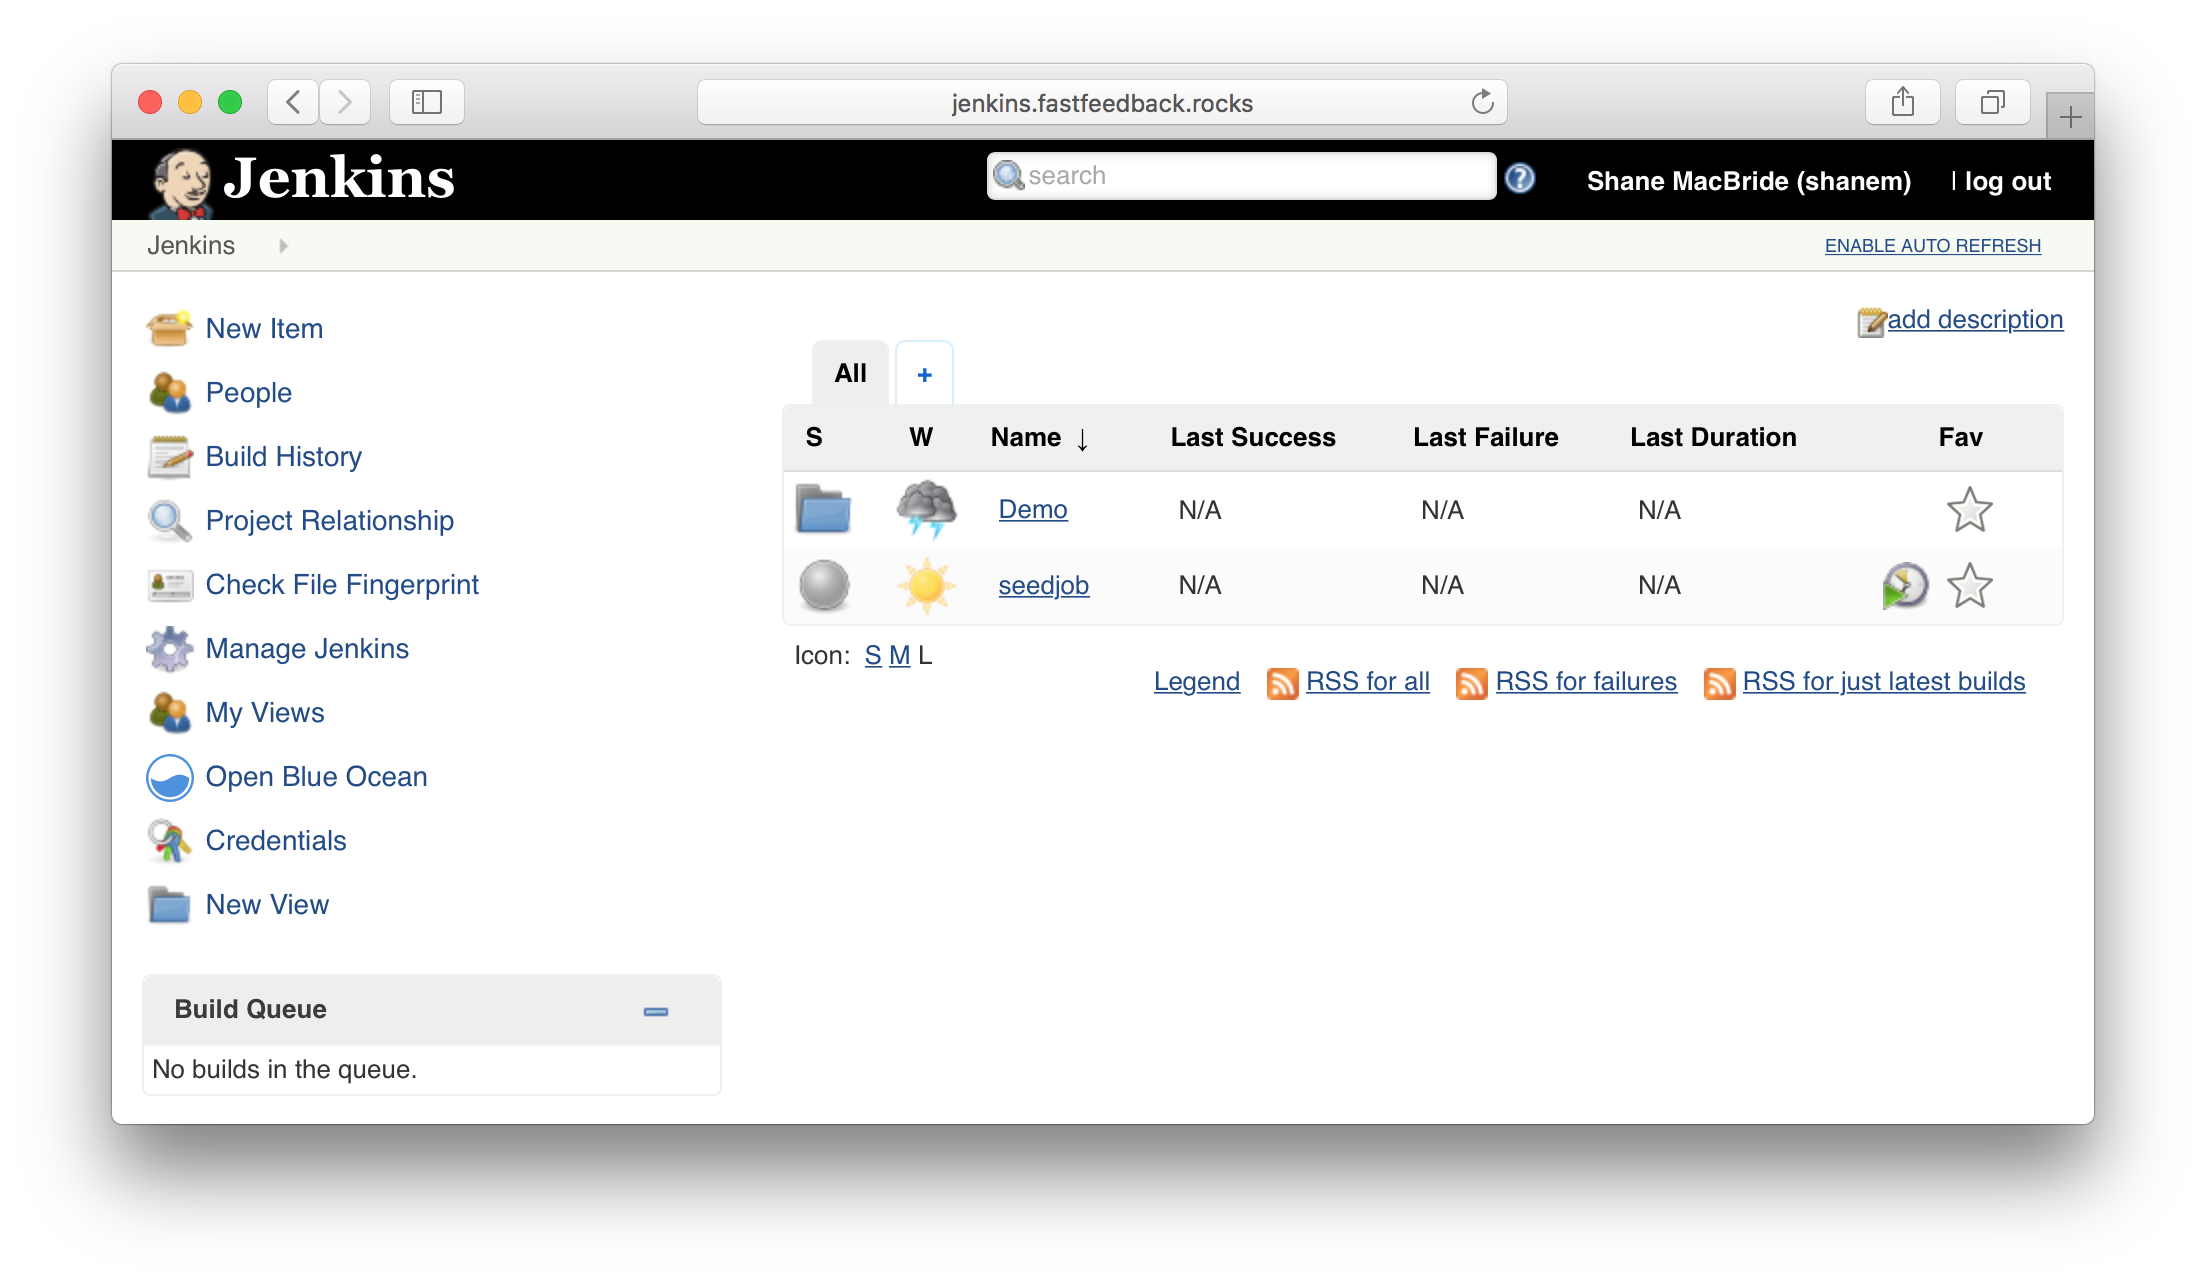 jenkins.fastfeedback.rocks
Jenkins
search
Shane MacBride (shanem)
| log out
Jenkins
ENABLE AUTO REFRESH
New Item
People
Build History
Project Relationship
Check File Fingerprint
Manage Jenkins
My Views
Open Blue Ocean
Credentials
New View
Build Queue
No builds in the queue.
add description
All +
S W Name ↓ Last Success Last Failure Last Duration Fav
Demo N/A N/A N/A
seedjob N/A N/A N/A
Icon: S M L
Legend RSS for all RSS for failures RSS for just latest builds